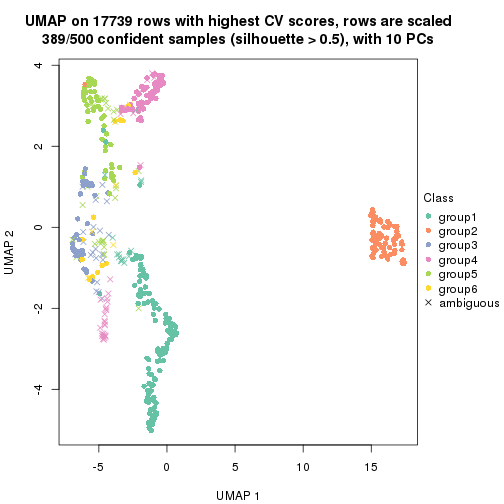 UMAP on 17739 rows with highest CV scores, rows are scaled
389/500 confident samples (silhouette > 0.5), with 10 PCs
4
2
0
-2
-4
UMAP 2
-5
0
5
10
15
UMAP 1
Class
group1
group2
group3
group4
group5
group6
ambiguous